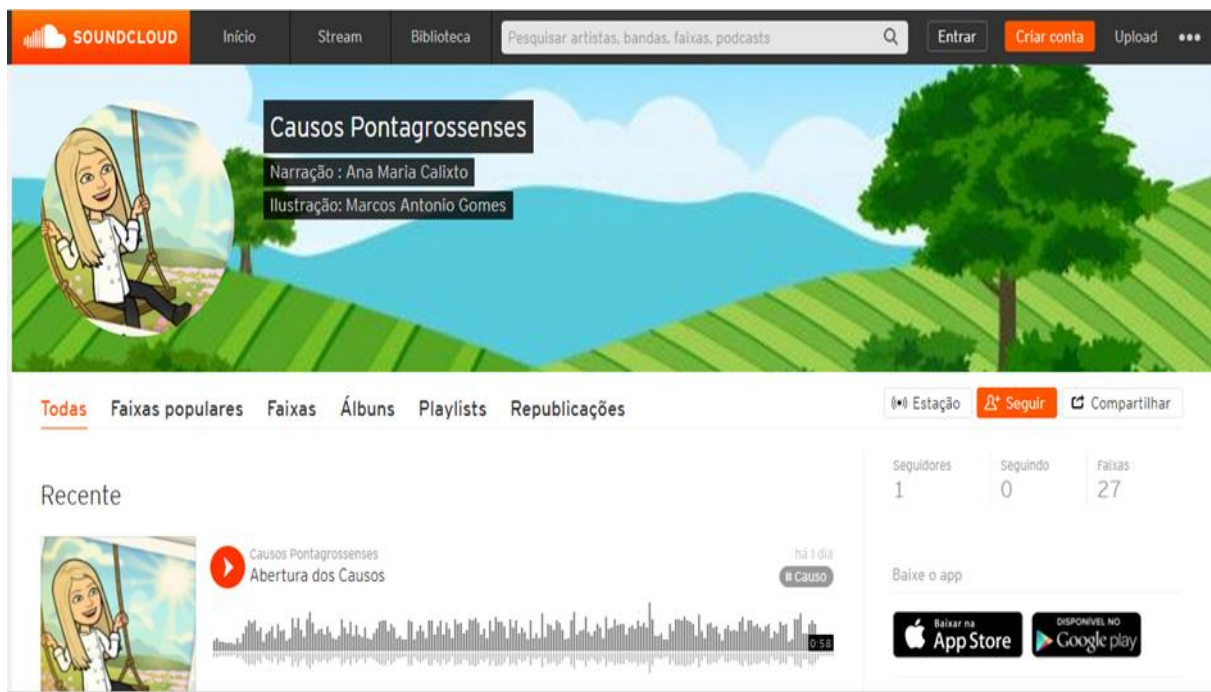 SOUNDCLOUD Início Stream Biblioteca Pesquisar artistas, bandas, faixas, podcasts Entrar Criar conta Upload
Causos Pontagrossenses
Narração : Ana Maria Calixto
Ilustração: Marcos Antonio Gomes
Todas Faixas populares Faixas Álbuns Playlists Republicações Estação Seguir Compartilhar
Seguidores Seguindo Faixas
1 0 27
Recente
Causos Pontagrossenses há 1 dia
Abertura dos Causos # Causo
0:58
Baixe o app
Baixar na DISPONÍVEL NO
App Store Google play